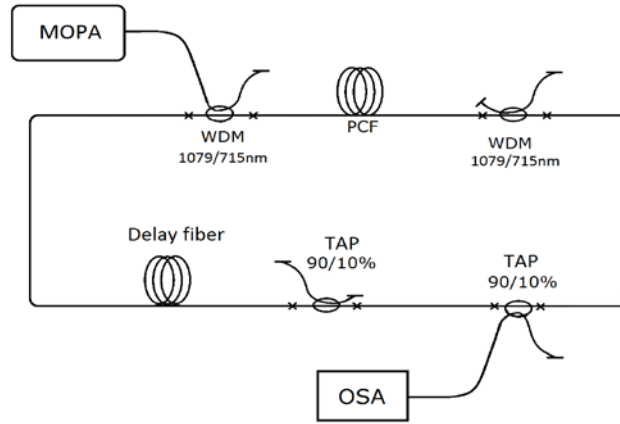 MOPA
WDM
1079/715nm
PCF
WDM
1079/715nm
Delay fiber
TAP
90/10%
TAP
90/10%
OSA